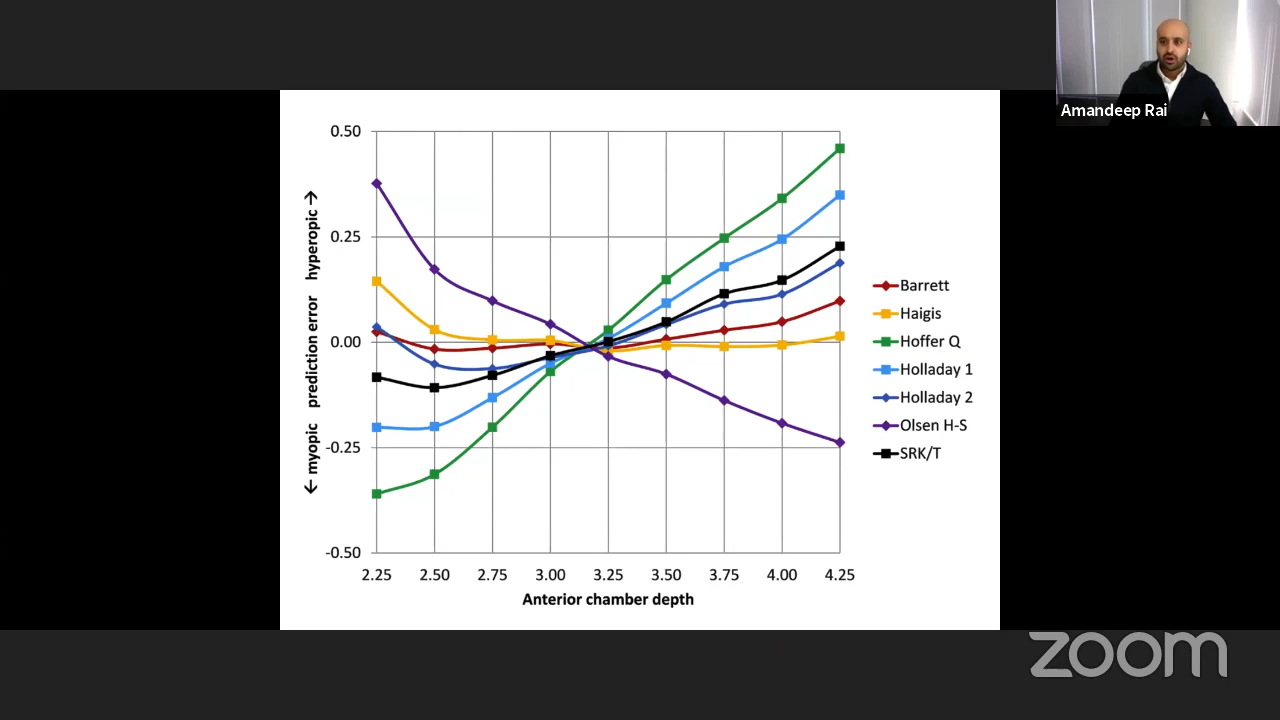 Amandeep Rai
0.50
0.25
0.00
-0.25
-0.50
← myopic prediction error hyperopic →
2.25 2.50 2.75 3.00 3.25 3.50 3.75 4.00 4.25
Anterior chamber depth
Barrett
Haigis
Hoffer Q
Holladay 1
Holladay 2
Olsen H-S
SRK/T
zoom